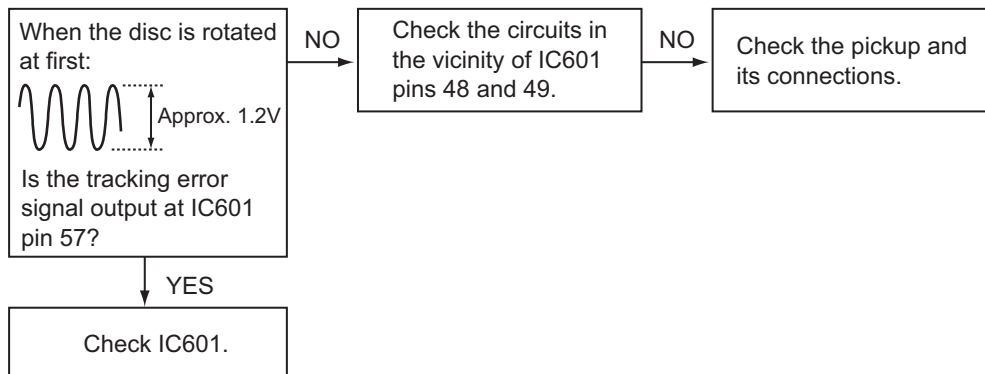 When the disc is rotated
at first:
Approx. 1.2V
Is the tracking error
signal output at IC601
pin 57?
NO
Check the circuits in
the vicinity of IC601
pins 48 and 49.
NO
Check the pickup and
its connections.
YES
Check IC601.